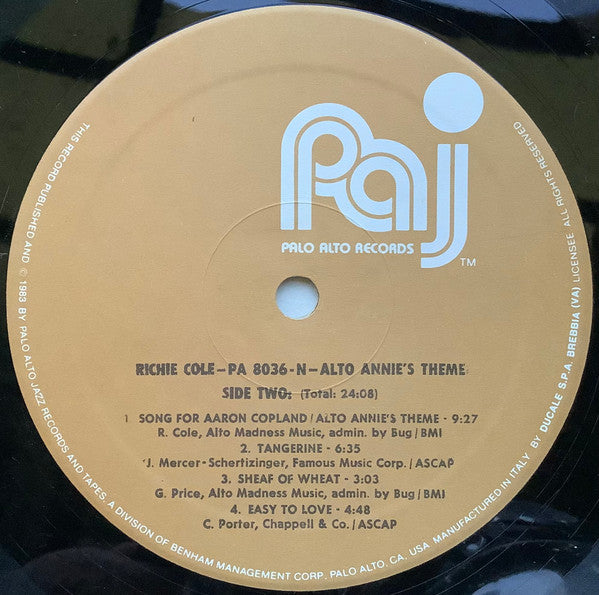 Paj
PALO ALTO RECORDS
TM
RICHIE COLE–PA 8036-N–ALTO ANNIE'S THEME
SIDE TWO: (Total: 24:08)
1. SONG FOR AARON COPLAND/ALTO ANNIE'S THEME - 9:27
R. Cole, Alto Madness Music, admin. by Bug/BMI
2. TANGERINE - 6:35
J. Mercer-Schertizinger, Famous Music Corp./ASCAP
3. SHEAF OF WHEAT - 3:03
G. Price, Alto Madness Music, admin. by Bug/BMI
4. EASY TO LOVE - 4:48
C. Porter, Chappell & Co./ASCAP
THIS RECORD PUBLISHED AND © 1983 BY PALO ALTO JAZZ RECORDS AND TAPES, A DIVISION OF BENHAM MANAGEMENT CORP. PALO ALTO, CA. USA. MANUFACTURED IN ITALY, BY DUCALE S.P.A. BREBBIA (VA) LICENSEE. ALL RIGHTS RESERVED